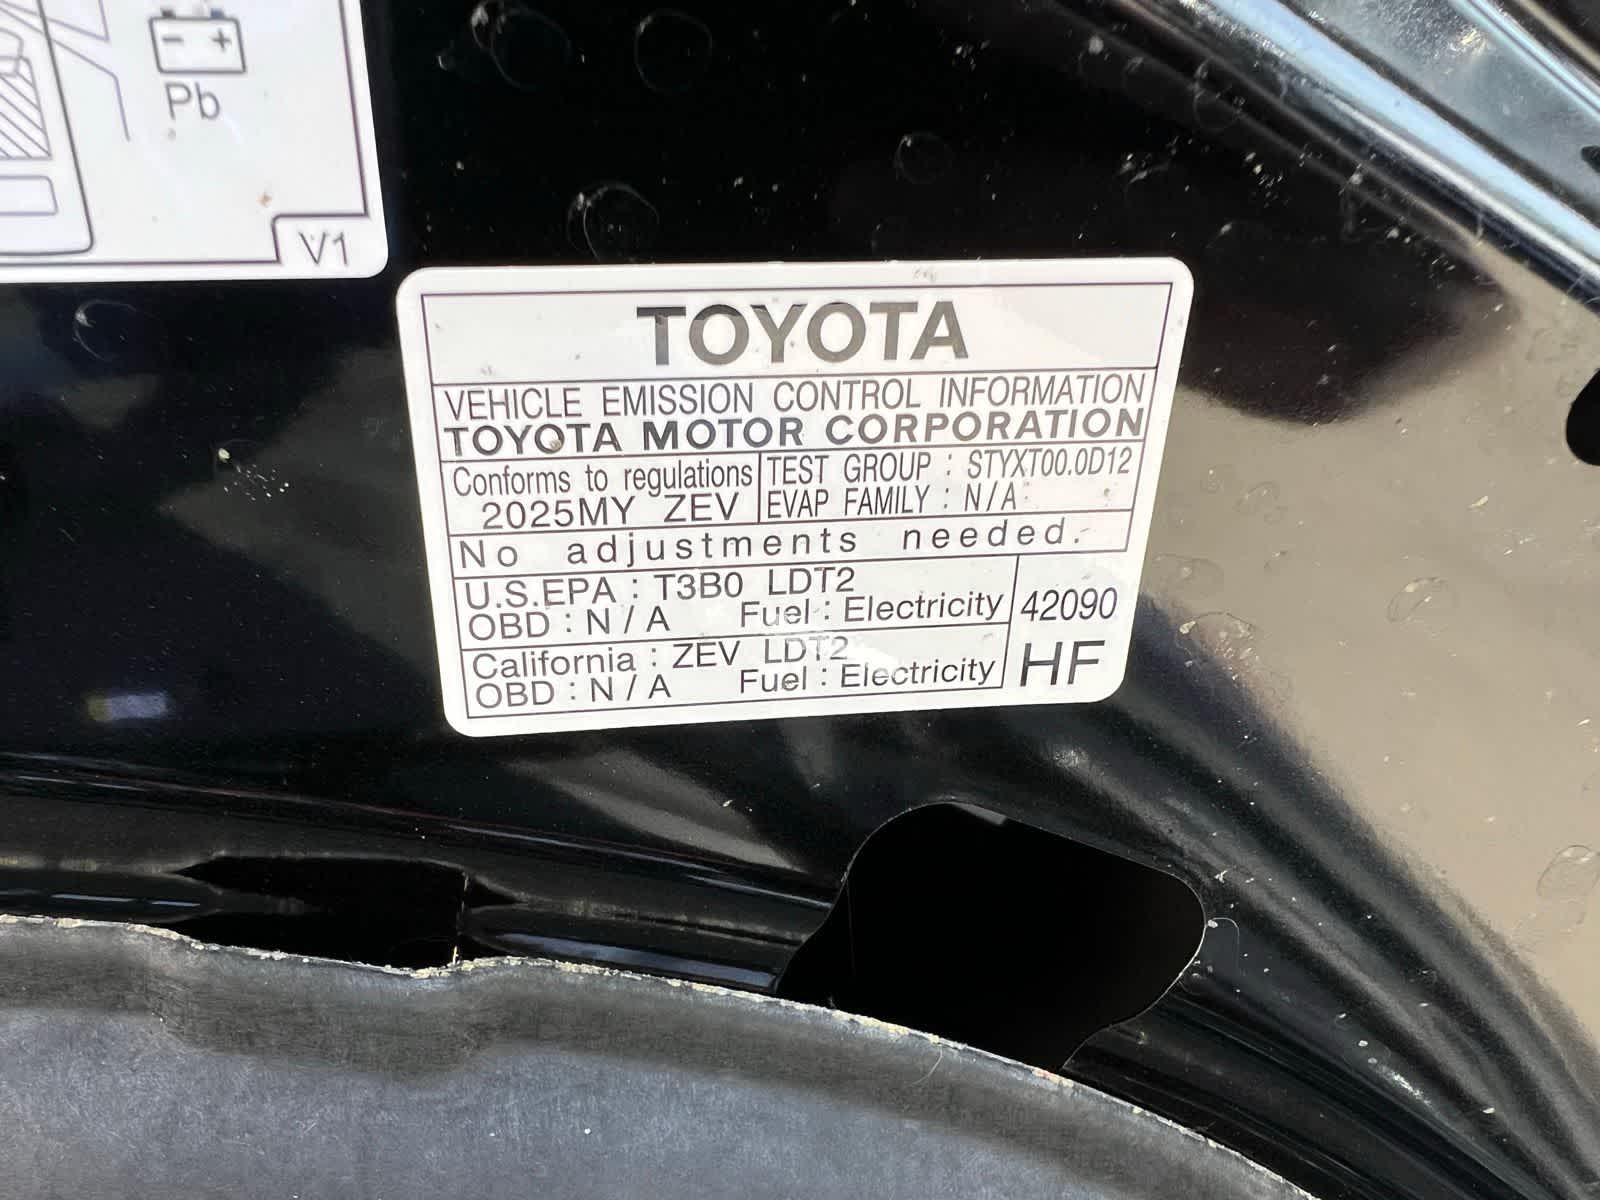 − +
Pb
V1
TOYOTA
VEHICLE EMISSION CONTROL INFORMATION
TOYOTA MOTOR CORPORATION
Conforms to regulations
2025MY ZEV
TEST GROUP : STYXT00.0D12
EVAP FAMILY : N/A
No adjustments needed.
U.S.EPA : T3B0 LDT2
OBD : N/A Fuel : Electricity
California : ZEV LDT2
OBD : N/A Fuel : Electricity
42090
HF